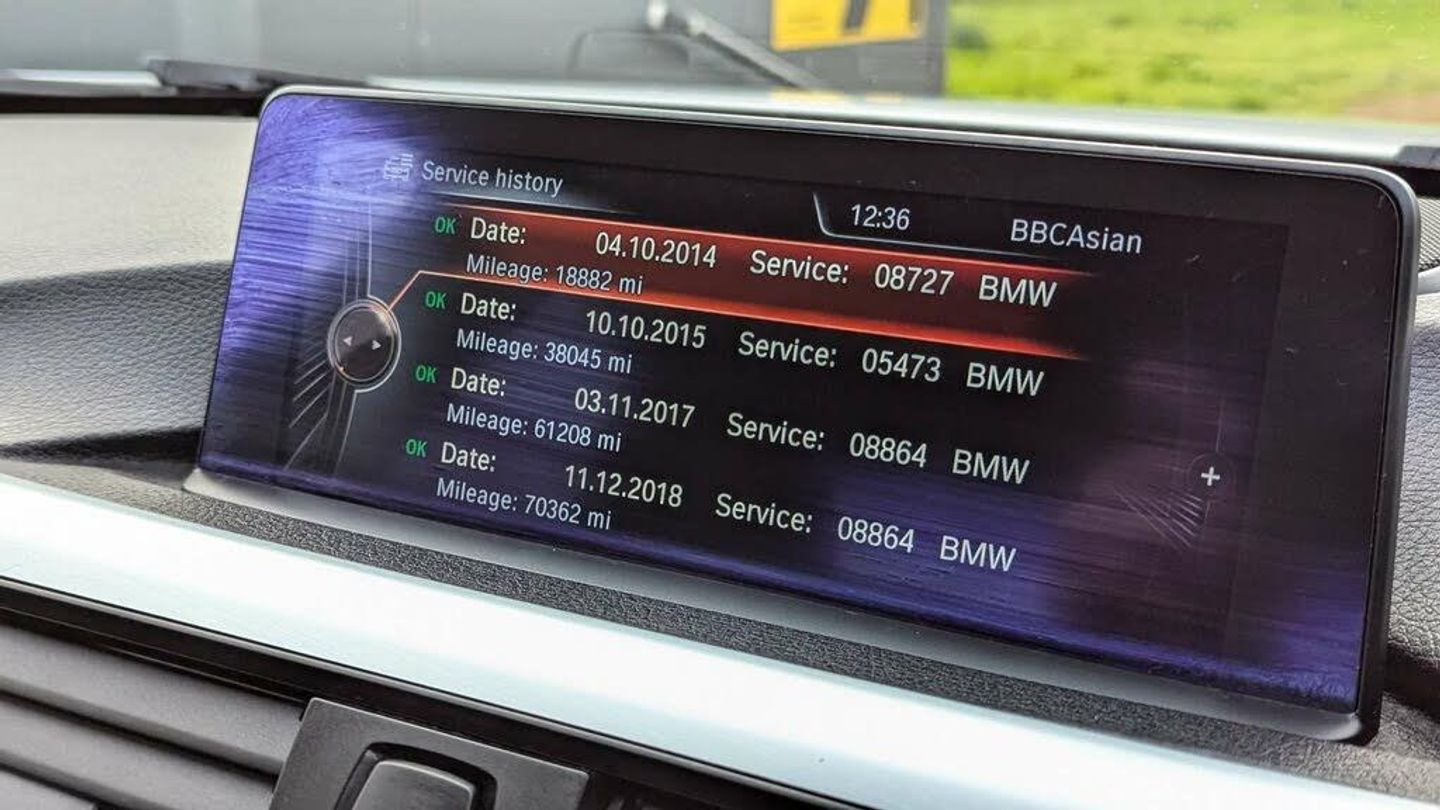 Service history
12:36 BBCAsian
OK Date: 04.10.2014 Service: 08727 BMW
Mileage: 18882 mi
OK Date: 10.10.2015 Service: 05473 BMW
Mileage: 38045 mi
OK Date: 03.11.2017 Service: 08864 BMW
Mileage: 61208 mi
OK Date: 11.12.2018 Service: 08864 BMW
Mileage: 70362 mi
+